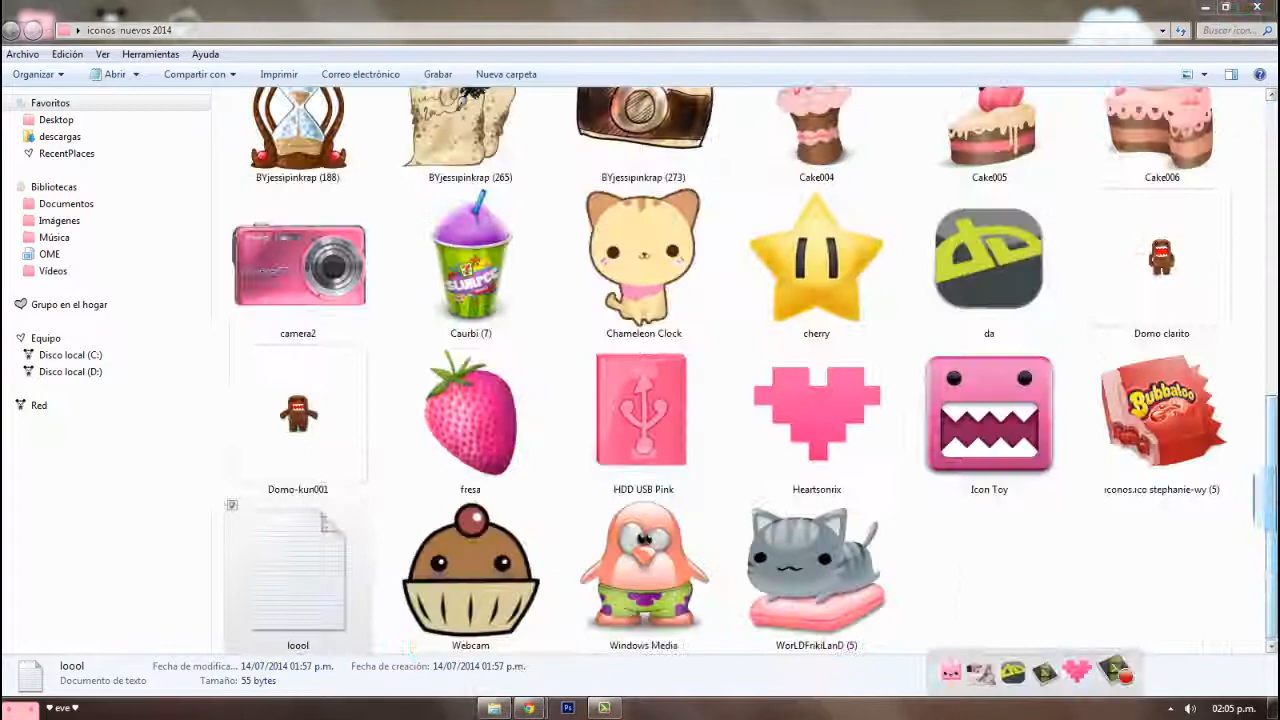 iconos nuevos 2014
Buscar icon...
Archivo Edición Ver Herramientas Ayuda
Organizar Abrir Compartir con Imprimir Correo electrónico Grabar Nueva carpeta
Favoritos
Desktop
descargas
RecentPlaces
Bibliotecas
Documentos
Imágenes
Música
OME
Vídeos
Grupo en el hogar
Equipo
Disco local (C:)
Disco local (D:)
Red
BYjessipinkrap (188) BYjessipinkrap (265) BYjessipinkrap (273) Cake004 Cake005 Cake006
SLURPEE
camera2 Caurbi (7) Chameleon Clock cherry da Domo clarito
Bubbaloo
Domo-kun001 fresa HDD USB Pink Heartsonrix Icon Toy iconos.ico stephanie-wy (5)
loool Webcam Windows Media WorLDFrikiLanD (5)
loool Fecha de modifica... 14/07/2014 01:57 p.m. Fecha de creación: 14/07/2014 01:57 p.m.
Documento de texto Tamaño: 55 bytes
♥ eve ♥
Ps
02:05 p.m.